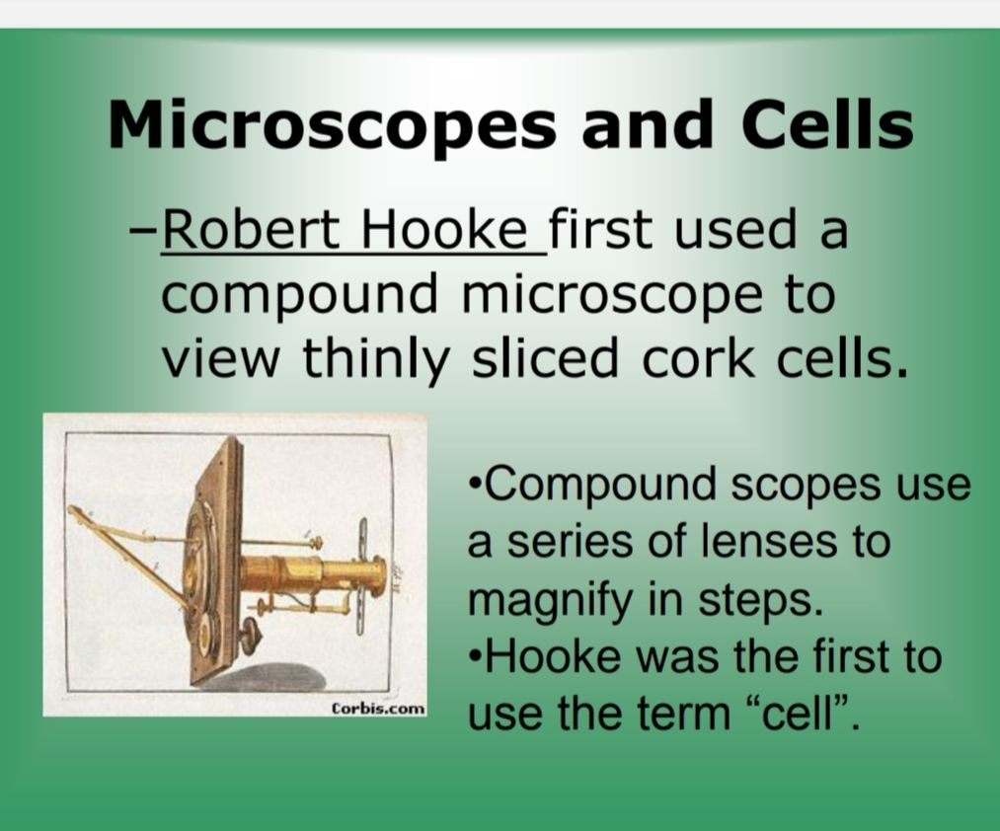 Microscopes and Cells
–Robert Hooke first used a
compound microscope to
view thinly sliced cork cells.
•Compound scopes use
a series of lenses to
magnify in steps.
•Hooke was the first to
use the term “cell”.
Corbis.com